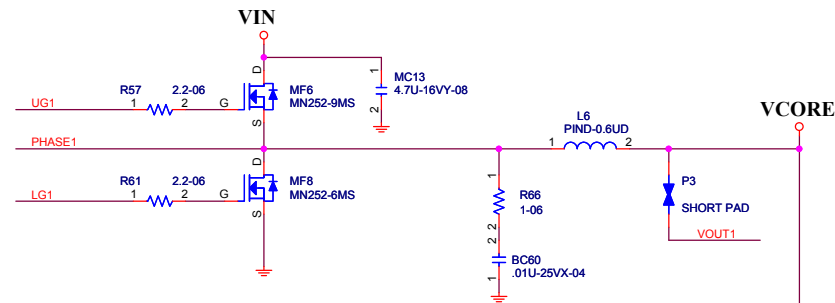 VIN
D
1
MC13
4.7U-16VY-08
2
R57 2.2-06
1 2
G
MF6
MN252-9MS
UG1
S
VCORE
L6
PIND-0.6UD
PHASE1
1 2
D
R61 2.2-06
1 2
G
MF8
MN252-6MS
LG1
S
1
R66
1-06
2
P3
SHORT PAD
VOUT1
2
BC60
.01U-25VX-04
1